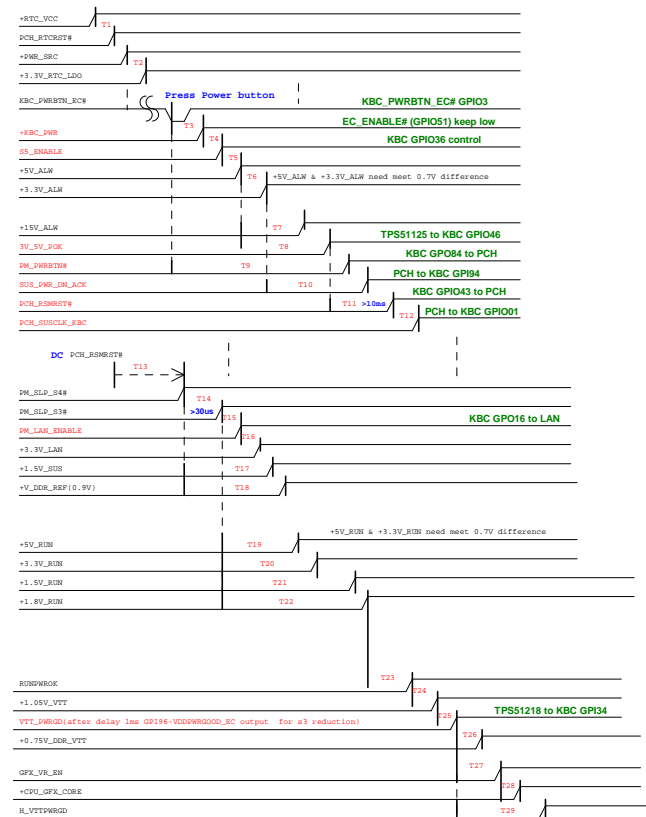 +RTC_VCC
T1
PCH_RTCRST#
+PWR_SRC
T2
+3.3V_RTC_LDO
Press Power button
KBC_PWRBTN_EC#
KBC_PWRBTN_EC# GPIO3
T3
EC_ENABLE# (GPIO51) keep low
+KBC_PWR
T4
KBC GPIO36 control
S5_ENABLE
T5
+5V_ALW
T6
+5V_ALW & +3.3V_ALW need meet 0.7V difference
+3.3V_ALW
+15V_ALW
T7
TPS51125 to KBC GPIO46
3V_5V_POK
T8
KBC GPO84 to PCH
PM_PWRBTN#
T9
PCH to KBC GPI94
SUS_PWR_DN_ACK
T10
KBC GPIO43 to PCH
PCH_RSMRST#
T11 >10ms
T12
PCH to KBC GPIO01
PCH_SUSCLK_KBC
DC PCH_RSMRST#
T13
PM_SLP_S4#
T14
PM_SLP_S3#
>30us
T15
KBC GPO16 to LAN
PM_LAN_ENABLE
T16
+3.3V_LAN
+1.5V_SUS
T17
+V_DDR_REF(0.9V)
T18
+5V_RUN & +3.3V_RUN need meet 0.7V difference
+5V_RUN
T19
+3.3V_RUN
T20
+1.5V_RUN
T21
+1.8V_RUN
T22
T23
RUNPWROK
T24
+1.05V_VTT
T25
TPS51218 to KBC GPI34
VTT_PWRGD(after delay 1ms GPI96-VDDPWRGOOD_EC output for s3 reduction)
T26
+0.75V_DDR_VTT
T27
GFX_VR_EN
T28
+CPU_GFX_CORE
T29
H_VTTPWRGD